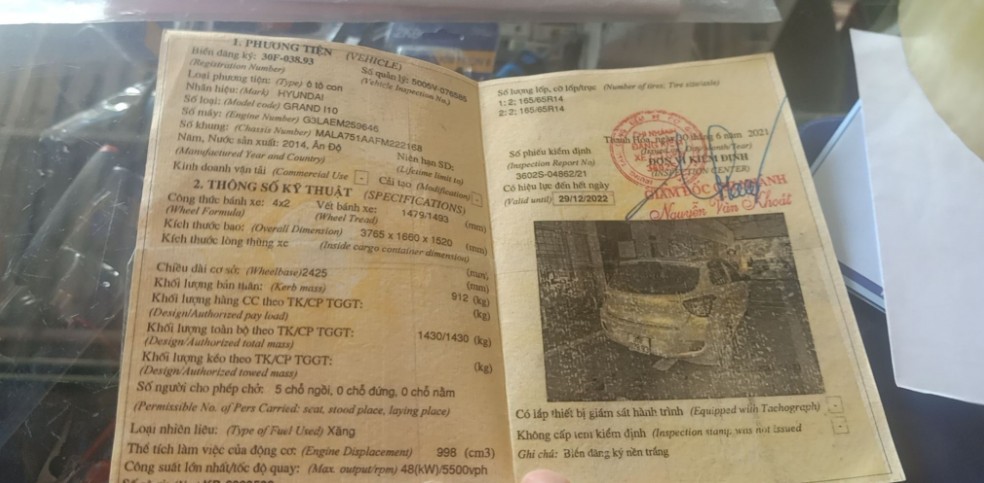 1. PHƯƠNG TIỆN (VEHICLE)
Biển đăng ký: 30F-038.93
(Registration Number)
Số quản lý: 5006V-076565
(Vehicle Inspection No.)
Loại phương tiện: (Type) ô tô con
Nhãn hiệu: (Mark) HYUNDAI
Số loại: (Model code) GRAND I10
Số máy: (Engine Number) G3LAEM259646
Số khung: (Chassis Number) MALA751AAFM222168
Năm, Nước sản xuất: 2014, Ấn Độ
(Manufactured Year and Country)
Niên hạn SD:
(Lifetime limit to)
Kinh doanh vận tải (Commercial Use) - Cải tạo (Modification) -
2. THÔNG SỐ KỸ THUẬT (SPECIFICATIONS)
Công thức bánh xe: 4x2
(Wheel Formula)
Vết bánh xe: 1479/1493 (mm)
(Wheel Tread)
Kích thước bao: (Overall Dimension) 3765 x 1660 x 1520 (mm)
Kích thước lòng thùng xe (Inside cargo container dimension)
(mm)
Chiều dài cơ sở: (Wheelbase) 2425 (mm)
Khối lượng bản thân: (Kerb mass) 912 (kg)
Khối lượng hàng CC theo TK/CP TGGT: (kg)
(Design/Authorized pay load)
Khối lượng toàn bộ theo TK/CP TGGT: 1430/1430 (kg)
(Design/Authorized total mass)
Khối lượng kéo theo TK/CP TGGT: (kg)
(Design/Authorized towed mass)
Số người cho phép chở: 5 chỗ ngồi, 0 chỗ đứng, 0 chỗ nằm
(Permissible No. of Pers Carried: seat, stood place, laying place)
Loại nhiên liệu: (Type of Fuel Used) Xăng
Thể tích làm việc của động cơ: (Engine Displacement) 998 (cm3)
Công suất lớn nhất/tốc độ quay: (Max. output/rpm) 48(kW)/5500vph
Số lượng lốp, cỡ lốp/trục (Number of tires; Tire size/axle)
1; 2; 165/65R14
2; 2; 165/65R14
Thanh Hóa, ngày 30 tháng 6 năm 2021
Số phiếu kiểm định
(Inspection Report No)
3602S-04862/21
ĐƠN VỊ KIỂM ĐỊNH
(INSPECTION CENTER)
Có hiệu lực đến hết ngày
(Valid until) 29/12/2022
Nguyễn Văn Khoát
Có lắp thiết bị giám sát hành trình (Equipped with Tachograph) -
Không cấp tem kiểm định (Inspection stamp was not issued -
Ghi chú: Biển đăng ký nền trắng